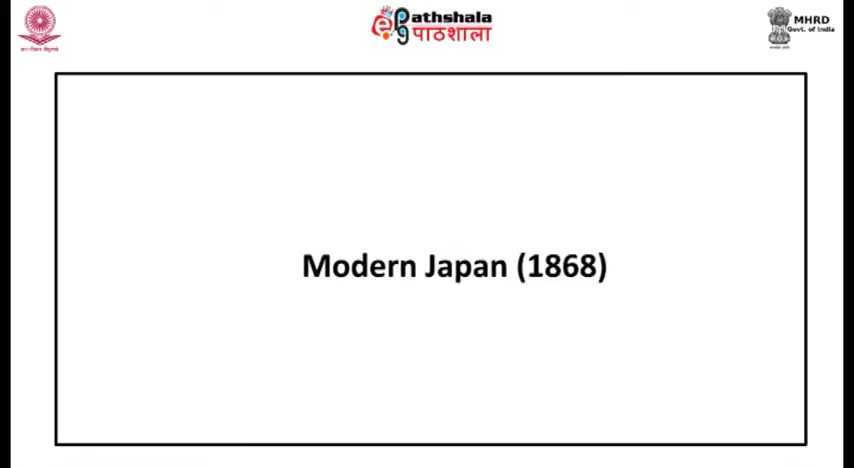 Pathshala
पाठशाला
MHRD
Govt. of India
Modern Japan (1868)